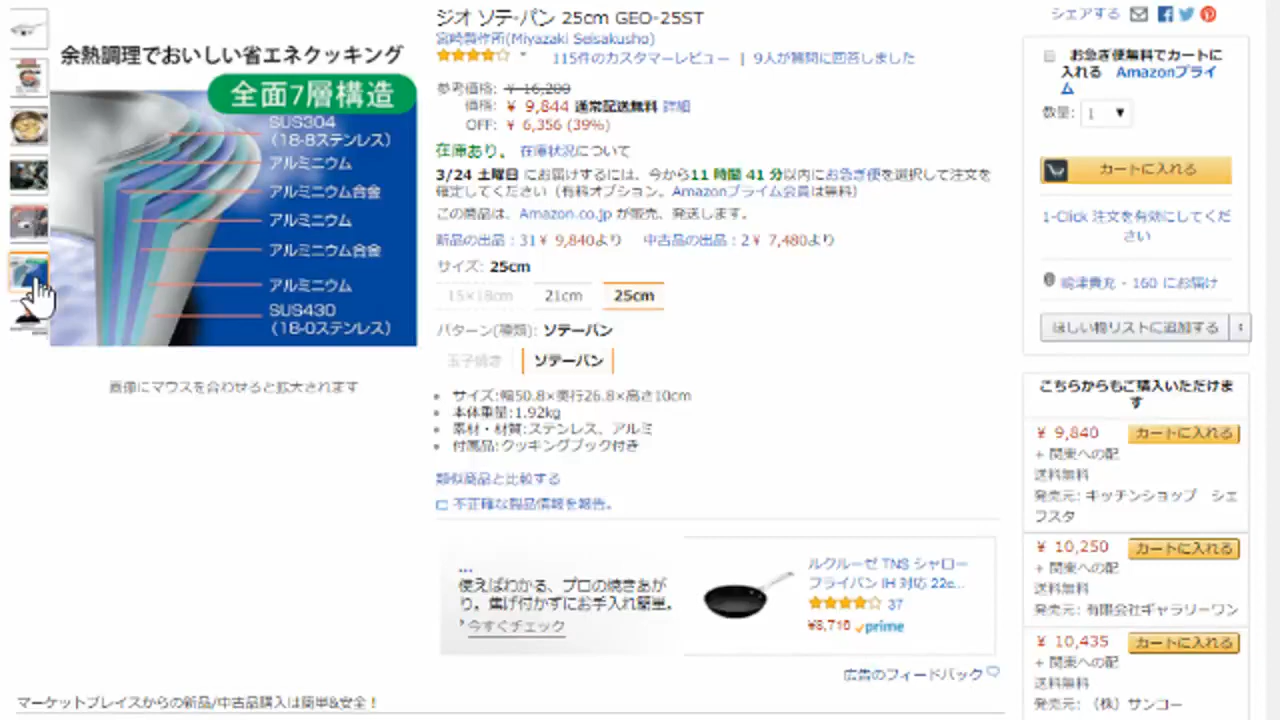 余熱調理でおいしい省エネクッキング
全面7層構造
SUS304
（18-8ステンレス）
アルミニウム
アルミニウム合金
アルミニウム
アルミニウム合金
アルミニウム
SUS430
（18-0ステンレス）
画像にマウスを合わせると拡大されます
ジオ ソテ-パン 25cm GEO-25ST
宮崎製作所(Miyazaki Seisakusho)
115件のカスタマーレビュー | 9人が質問に回答しました
参考価格: ￥ 16,200
価格: ￥ 9,844 通常配送無料 詳細
OFF: ￥ 6,356 (39%)
在庫あり。 在庫状況について
3/24 土曜日 にお届けするには、今から11 時間 41 分以内にお急ぎ便を選択して注文を
確定してください（有料オプション。Amazonプライム会員は無料）
この商品は、Amazon.co.jp が販売、発送します。
新品の出品：31￥ 9,840より 中古品の出品：2￥ 7,480より
サイズ: 25cm
15×18cm 21cm 25cm
パターン(種類): ソテーパン
玉子焼き ソテーパン
サイズ:幅50.8×奥行26.8×高さ10cm
本体重量:1.92kg
素材・材質:ステンレス、アルミ
付属品:クッキングブック付き
類似商品と比較する
不正確な製品情報を報告。
...
使えばわかる、プロの焼きあが
り。焦げ付かずにお手入れ簡単。
今すぐチェック
ルクルーゼ TNS シャロー
フライパン IH 対応 22c...
37
¥8,710 prime
広告のフィードバック
マーケットプレイスからの新品/中古品購入は簡単&安全！
シェアする
お急ぎ便無料でカートに
入れる Amazonプライ
ム
数量: 1
カートに入れる
1-Click 注文を有効にしてくだ
さい
- 160 にお届け
ほしい物リストに追加する
こちらからもご購入いただけま
す
￥ 9,840 カートに入れる
+ 関東への配
送料無料
発売元: キッチンショップ シェ
フスタ
￥ 10,250 カートに入れる
+ 関東への配
送料無料
発売元: 有限会社ギャラリーワン
￥ 10,435 カートに入れる
+ 関東への配
送料無料
発売元: （株）サンコー